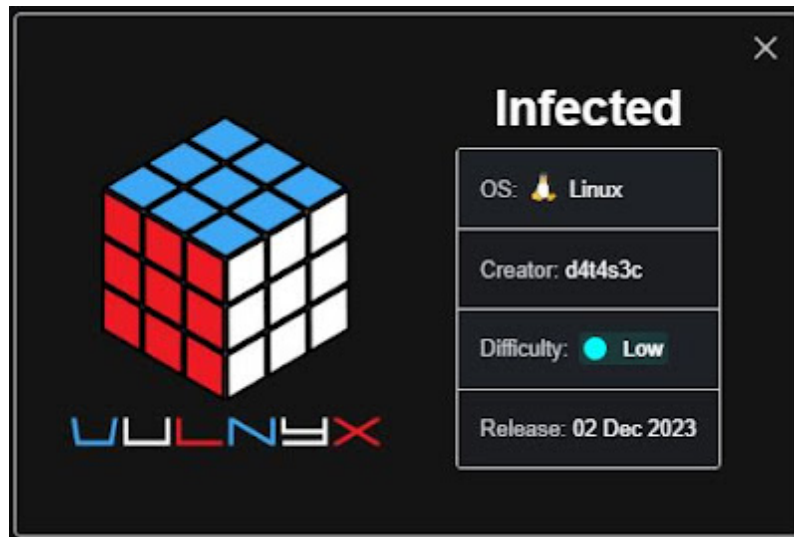 Infected
OS: Linux
Creator: d4t4s3c
Difficulty: Low
Release: 02 Dec 2023
VULNYX